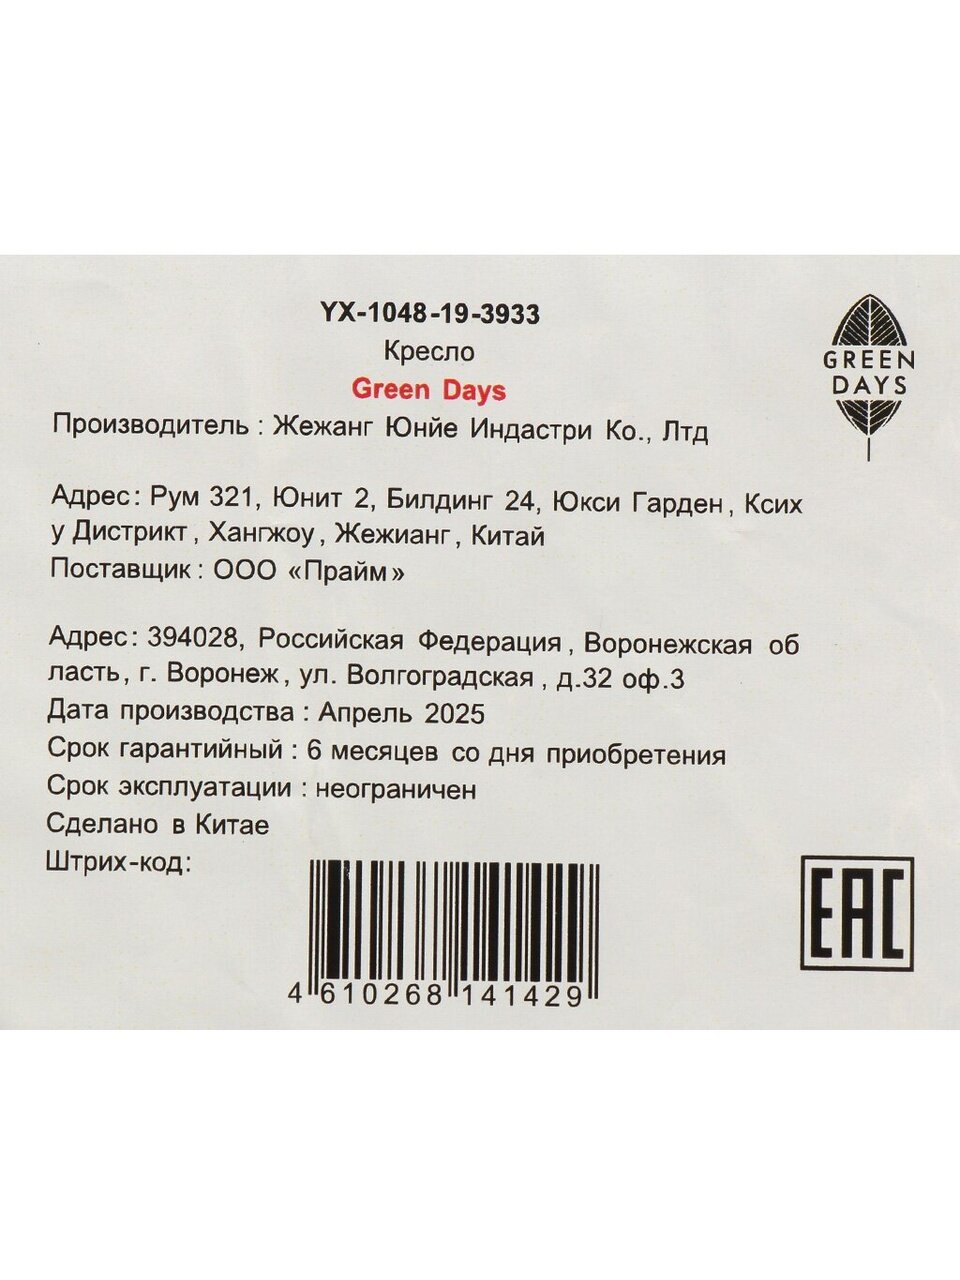 YX-1048-19-3933
Кресло
Green Days
GREEN
DAYS
Производитель : Жежанг Юнйе Индастри Ко., Лтд
Адрес: Рум 321, Юнит 2, Билдинг 24, Юкси Гарден, Ксих
у Дистрикт, Хангжоу, Жежианг, Китай
Поставщик : ООО «Прайм»
Адрес: 394028, Российская Федерация, Воронежская об
ласть, г. Воронеж, ул. Волгоградская , д.32 оф.3
Дата производства : Апрель 2025
Срок гарантийный : 6 месяцев со дня приобретения
Срок эксплуатации : неограничен
Сделано в Китае
Штрих-код:
4 610268 141429
EAC